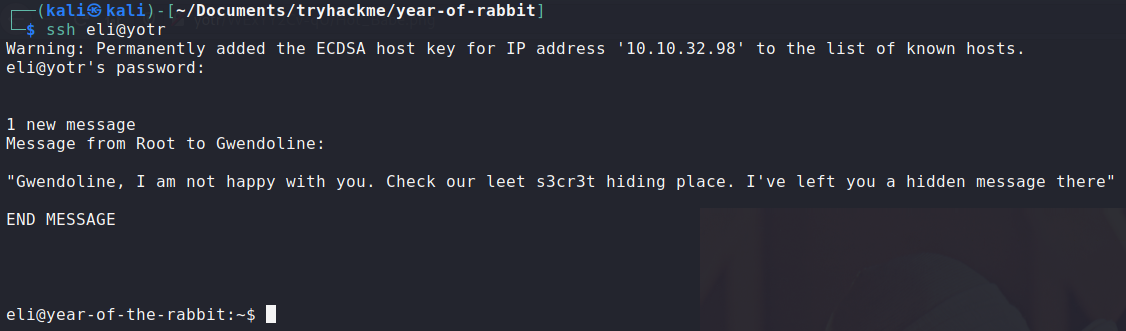 ┌──(kali㉿kali)-[~/Documents/tryhackme/year-of-rabbit]
└─$ ssh eli@yotr
Warning: Permanently added the ECDSA host key for IP address '10.10.32.98' to the list of known hosts.
eli@yotr's password:
1 new message
Message from Root to Gwendoline:
"Gwendoline, I am not happy with you. Check our leet s3cr3t hiding place. I've left you a hidden message there"
END MESSAGE
eli@year-of-the-rabbit:~$